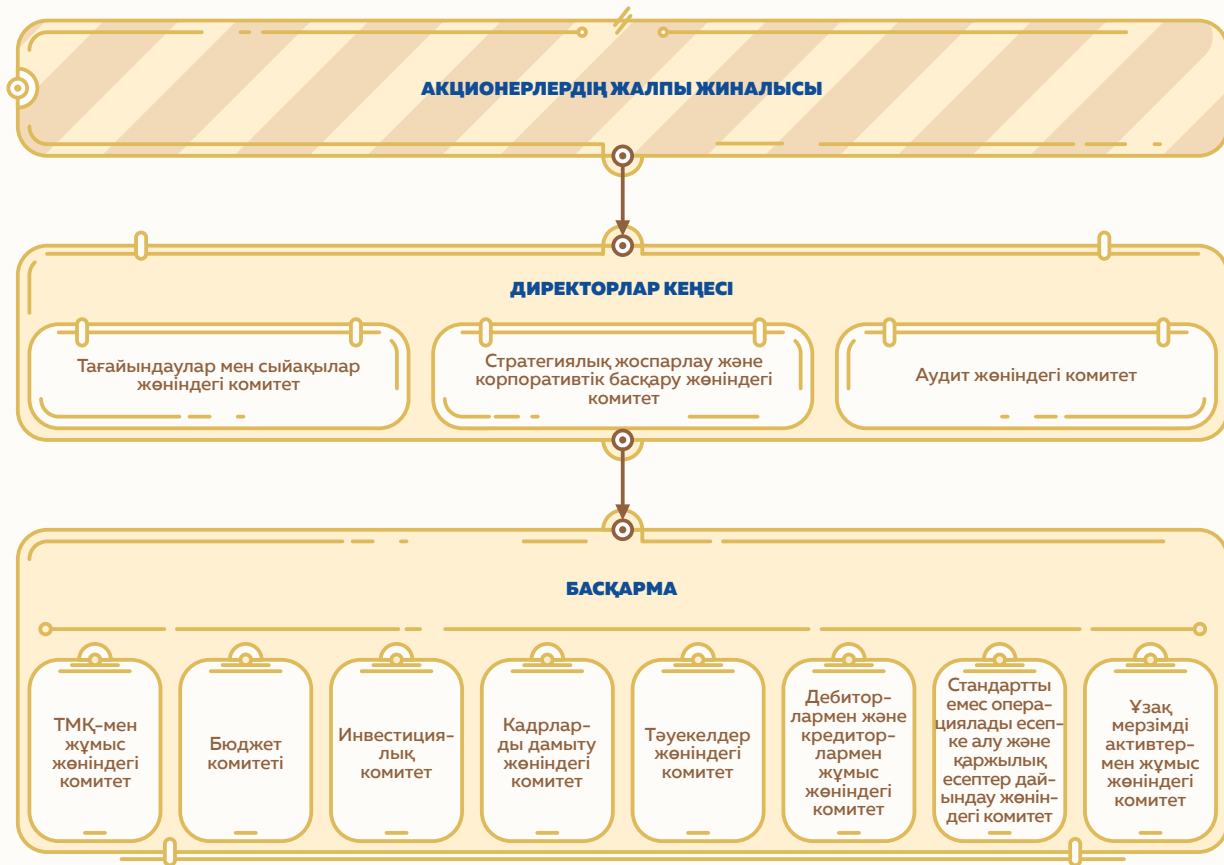 АКЦИОНЕРЛЕРДІҢ ЖАЛПЫ ЖИНАЛЫСЫ
ДИРЕКТОРЛАР КЕҢЕСІ
Тағайындаулар мен сыйақылар
жөніндегі комитет
Стратегиялық жоспарлау және
корпоративтік басқару жөніндегі
комитет
Аудит жөніндегі комитет
БАСҚАРМА
ТМҚ-мен
жұмыс
жөніндегі
комитет
Бюджет
комитеті
Инвестиция-
лық
комитет
Кадрлар-
ды дамыту
жөніндегі
комитет
Тәуекелдер
жөніндегі
комитет
Дебитор-
лармен және
кредитор-
лармен
жұмыс
жөніндегі
комитет
Стандартты
емес опера-
циялады есеп-
ке алу және
қаржылық
есептер дай-
ындау жөнін-
дегі комитет
Ұзақ
мерзімді
активтер-
мен жұмыс
жөніндегі
комитет